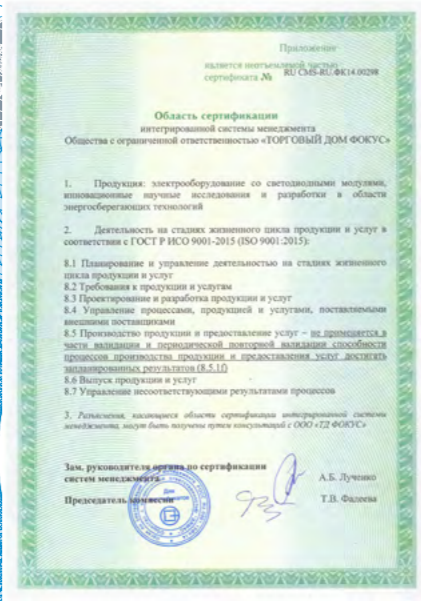 Приложение
является неотъемлемой частью
сертификата № RU CMS-RU.ФК14.00298
Область сертификации
интегрированной системы менеджмента
Общества с ограниченной ответственностью «ТОРГОВЫЙ ДОМ ФОКУС»
1. Продукция: электрооборудование со светодиодными модулями,
инновационные научные исследования и разработки в области
энергосберегающих технологий
2. Деятельность на стадиях жизненного цикла продукции и услуг в
соответствии с ГОСТ Р ИСО 9001-2015 (ISO 9001:2015):
8.1 Планирование и управление деятельностью на стадиях жизненного
цикла продукции и услуг
8.2 Требования к продукции и услугам
8.3 Проектирование и разработка продукции и услуг
8.4 Управление процессами, продукцией и услугами, поставляемыми
внешними поставщиками
8.5 Производство продукции и предоставление услуг – не применяется в
части валидации и периодической повторной валидации способности
процессов производства продукции и предоставления услуг достигать
запланированных результатов (8.5.1f)
8.6 Выпуск продукции и услуг
8.7 Управление несоответствующими результатами процессов
3. Разъяснения, касающиеся области сертификации интегрированной системы
менеджмента, могут быть получены путем консультаций с ООО «ТД ФОКУС»
Зам. руководителя органа по сертификации
систем менеджмента А.Б. Лученко
Председатель комиссии Т.В. Фадеева